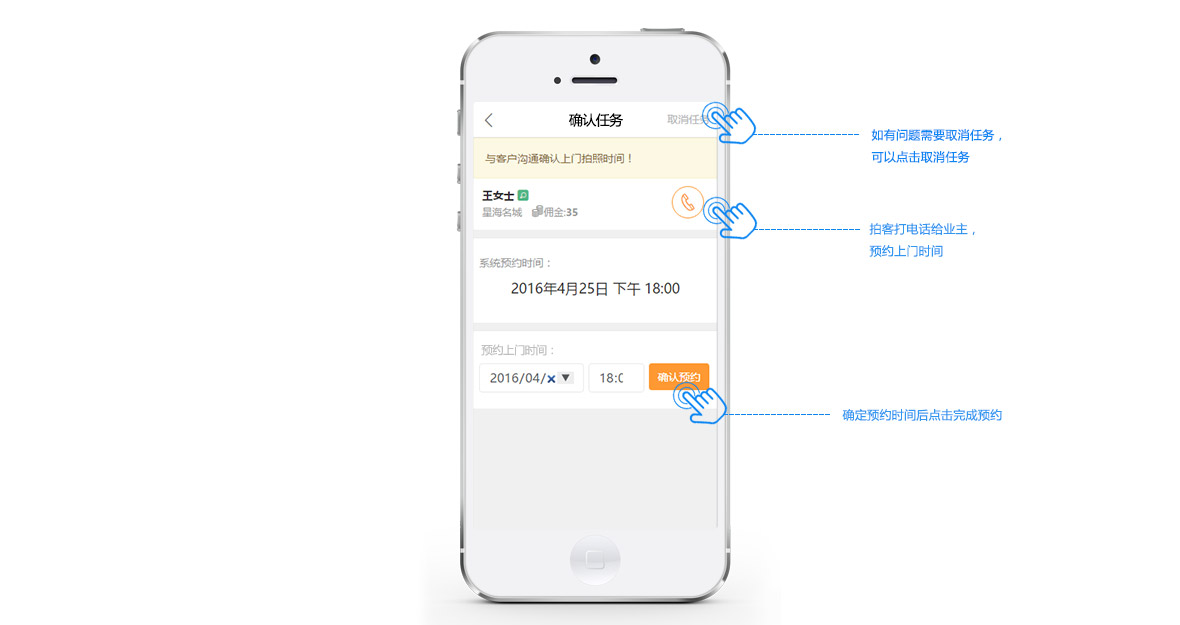 确认任务
取消任务
如有问题需要取消任务，
可以点击取消任务
与客户沟通确认上门拍照时间！
王女士
星海名城 佣金:35
拍客打电话给业主，
预约上门时间
系统预约时间：
2016年4月25日 下午 18:00
预约上门时间：
2016/04/
18:0
确认预约
确定预约时间后点击完成预约